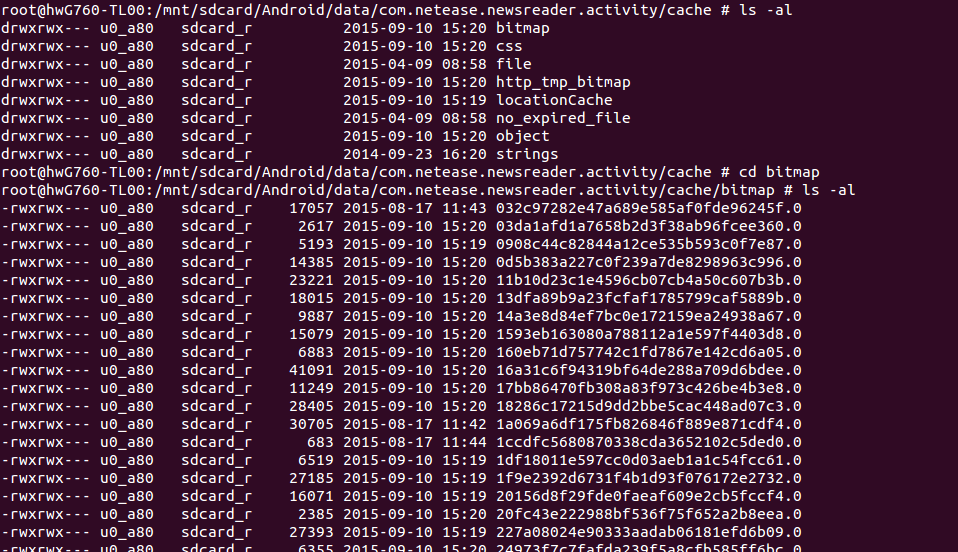 root@hwG760-TL00:/mnt/sdcard/Android/data/com.netease.newsreader.activity/cache # ls -al
drwxrwx--- u0_a80 sdcard_r 2015-09-10 15:20 bitmap
drwxrwx--- u0_a80 sdcard_r 2015-09-10 15:20 css
drwxrwx--- u0_a80 sdcard_r 2015-04-09 08:58 file
drwxrwx--- u0_a80 sdcard_r 2015-09-10 15:20 http_tmp_bitmap
drwxrwx--- u0_a80 sdcard_r 2015-09-10 15:19 locationCache
drwxrwx--- u0_a80 sdcard_r 2015-04-09 08:58 no_expired_file
drwxrwx--- u0_a80 sdcard_r 2015-09-10 15:20 object
drwxrwx--- u0_a80 sdcard_r 2014-09-23 16:20 strings
root@hwG760-TL00:/mnt/sdcard/Android/data/com.netease.newsreader.activity/cache # cd bitmap
root@hwG760-TL00:/mnt/sdcard/Android/data/com.netease.newsreader.activity/cache/bitmap # ls -al
-rwxrwx--- u0_a80 sdcard_r 17057 2015-08-17 11:43 032c97282e47a689e585af0fde96245f.0
-rwxrwx--- u0_a80 sdcard_r 2617 2015-09-10 15:20 03da1afd1a7658b2d3f38ab96fcee360.0
-rwxrwx--- u0_a80 sdcard_r 5193 2015-09-10 15:19 0908c44c82844a12ce535b593c0f7e87.0
-rwxrwx--- u0_a80 sdcard_r 14385 2015-09-10 15:20 0d5b383a227c0f239a7de8298963c996.0
-rwxrwx--- u0_a80 sdcard_r 23221 2015-09-10 15:20 11b10d23c1e4596cb07cb4a50c607b3b.0
-rwxrwx--- u0_a80 sdcard_r 18015 2015-09-10 15:20 13dfa89b9a23fcfaf1785799caf5889b.0
-rwxrwx--- u0_a80 sdcard_r 9887 2015-09-10 15:20 14a3e8d84ef7bc0e172159ea24938a67.0
-rwxrwx--- u0_a80 sdcard_r 15079 2015-09-10 15:20 1593eb163080a788112a1e597f4403d8.0
-rwxrwx--- u0_a80 sdcard_r 6883 2015-09-10 15:20 160eb71d757742c1fd7867e142cd6a05.0
-rwxrwx--- u0_a80 sdcard_r 41091 2015-09-10 15:20 16a31c6f94319bf64de288a709d6bdee.0
-rwxrwx--- u0_a80 sdcard_r 11249 2015-09-10 15:20 17bb86470fb308a83f973c426be4b3e8.0
-rwxrwx--- u0_a80 sdcard_r 28405 2015-09-10 15:20 18286c17215d9dd2bbe5cac448ad07c3.0
-rwxrwx--- u0_a80 sdcard_r 30705 2015-08-17 11:42 1a069a6df175fb826846f889e871cdf4.0
-rwxrwx--- u0_a80 sdcard_r 683 2015-08-17 11:44 1ccdfc5680870338cda3652102c5ded0.0
-rwxrwx--- u0_a80 sdcard_r 6519 2015-09-10 15:19 1df18011e597cc0d03aeb1a1c54fcc61.0
-rwxrwx--- u0_a80 sdcard_r 27185 2015-09-10 15:19 1f9e2392d6731f4b1d93f076172e2732.0
-rwxrwx--- u0_a80 sdcard_r 16071 2015-09-10 15:19 20156d8f29fde0faeaf609e2cb5fccf4.0
-rwxrwx--- u0_a80 sdcard_r 2385 2015-09-10 15:20 20fc43e222988bf536f75f652a2b8eea.0
-rwxrwx--- u0_a80 sdcard_r 27393 2015-09-10 15:19 227a08024e90333aadab06181efd6b09.0
-rwxrwx--- u0_a80 sdcard_r 6355 2015-09-10 15:20 24973f7c7fafda239f5a8cfb585ff6bc.0